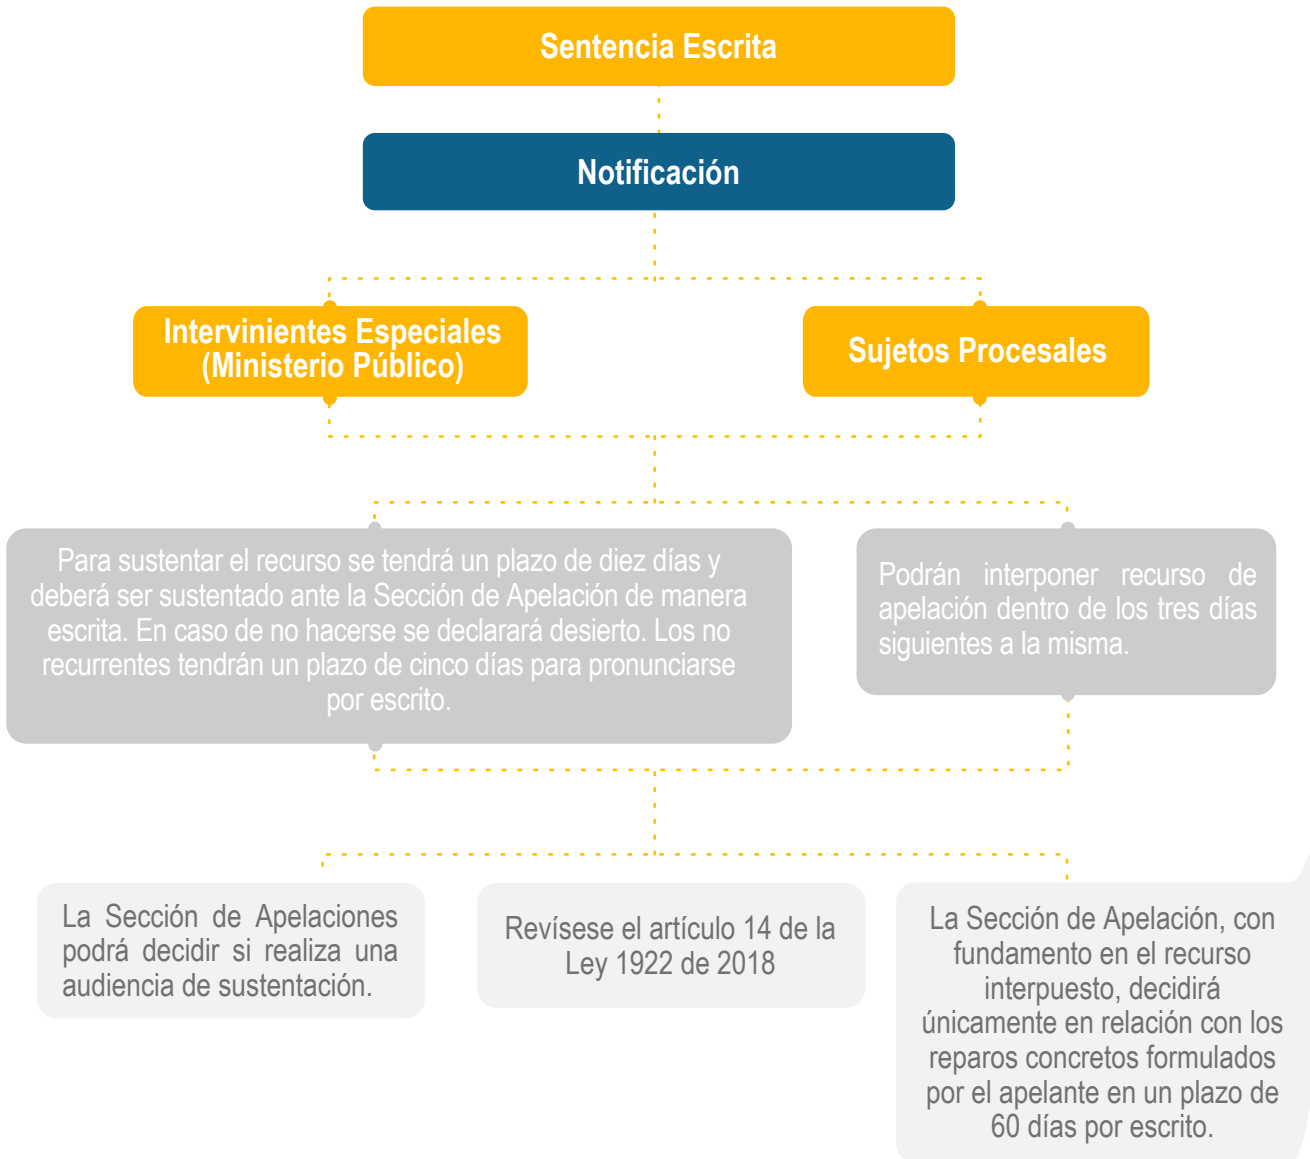 Sentencia Escrita
Notificación
Intervinientes Especiales
(Ministerio Público)
Sujetos Procesales
Para sustentar el recurso se tendrá un plazo de diez días y
deberá ser sustentado ante la Sección de Apelación de manera
escrita. En caso de no hacerse se declarará desierto. Los no
recurrentes tendrán un plazo de cinco días para pronunciarse
por escrito.
Podrán interponer recurso de
apelación dentro de los tres días
siguientes a la misma.
La Sección de Apelaciones
podrá decidir si realiza una
audiencia de sustentación.
Revísese el artículo 14 de la
Ley 1922 de 2018
La Sección de Apelación, con
fundamento en el recurso
interpuesto, decidirá
únicamente en relación con los
reparos concretos formulados
por el apelante en un plazo de
60 días por escrito.